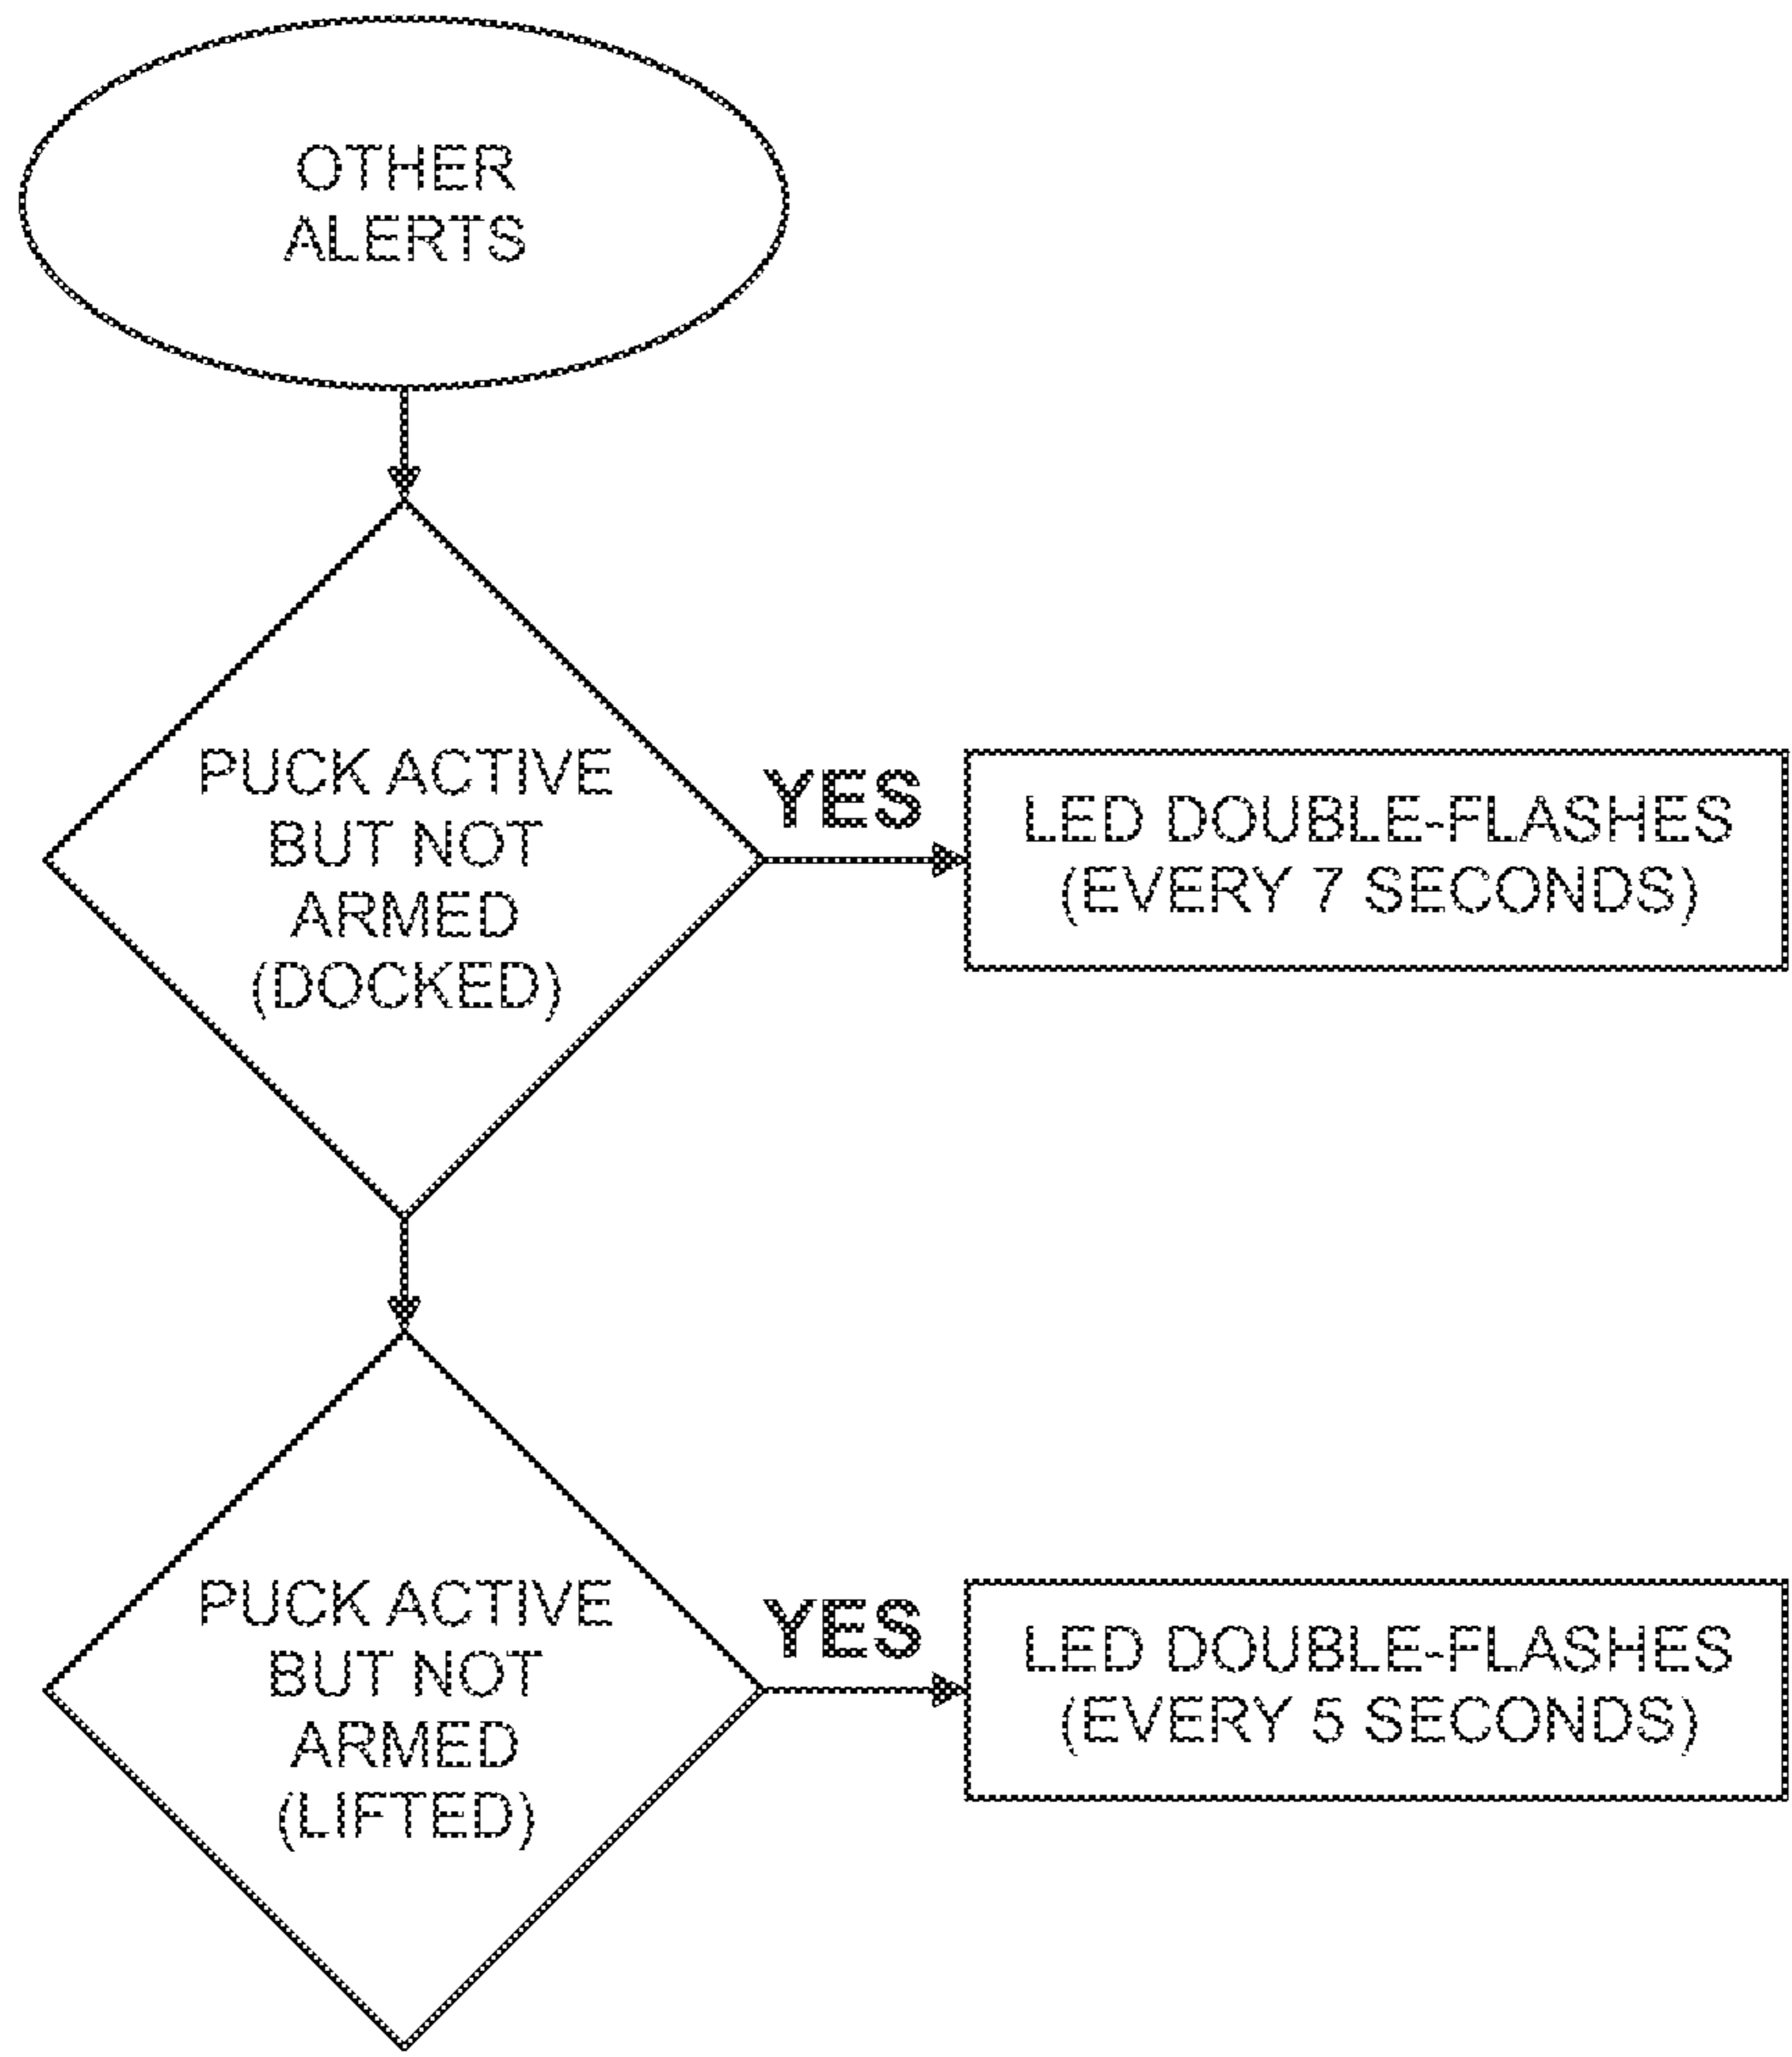 OTHER
ALERTS
PUCK ACTIVE
BUT NOT
ARMED
(DOCKED)
YES
LED DOUBLE-FLASHES
(EVERY 7 SECONDS)
PUCK ACTIVE
BUT NOT
ARMED
(LIFTED)
YES
LED DOUBLE-FLASHES
(EVERY 5 SECONDS)